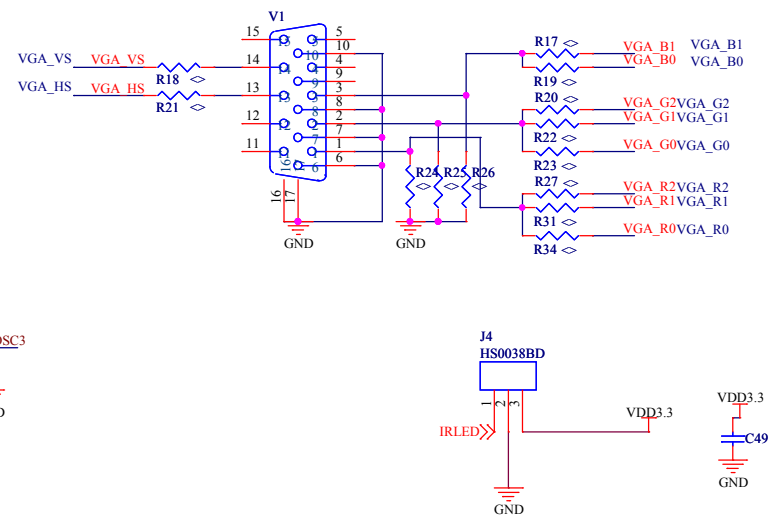 V1
15
5
10
R17 <>
VGA_B1 VGA_B1
VGA_VS VGA_VS
14
4
VGA_B0 VGA_B0
R18 <>
9
R19 <>
VGA_HS VGA_HS
13
3
R20 <>
R21 <>
8
VGA_G2 VGA_G2
12
2
VGA_G1 VGA_G1
7
R22 <>
11
1
VGA_G0 VGA_G0
6
R23 <>
R24 R25 R26
<> <> <>
R27 <>
VGA_R2 VGA_R2
16
17
VGA_R1 VGA_R1
R31 <>
VGA_R0 VGA_R0
GND
GND
R34 <>
OSC3
J4
HS0038BD
1
2
3
IRLED
VDD3.3
VDD3.3
C49
GND
GND